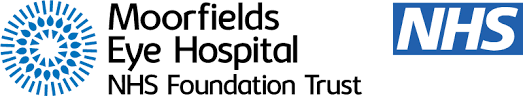 Moorfields
Eye Hospital
NHS Foundation Trust
NHS